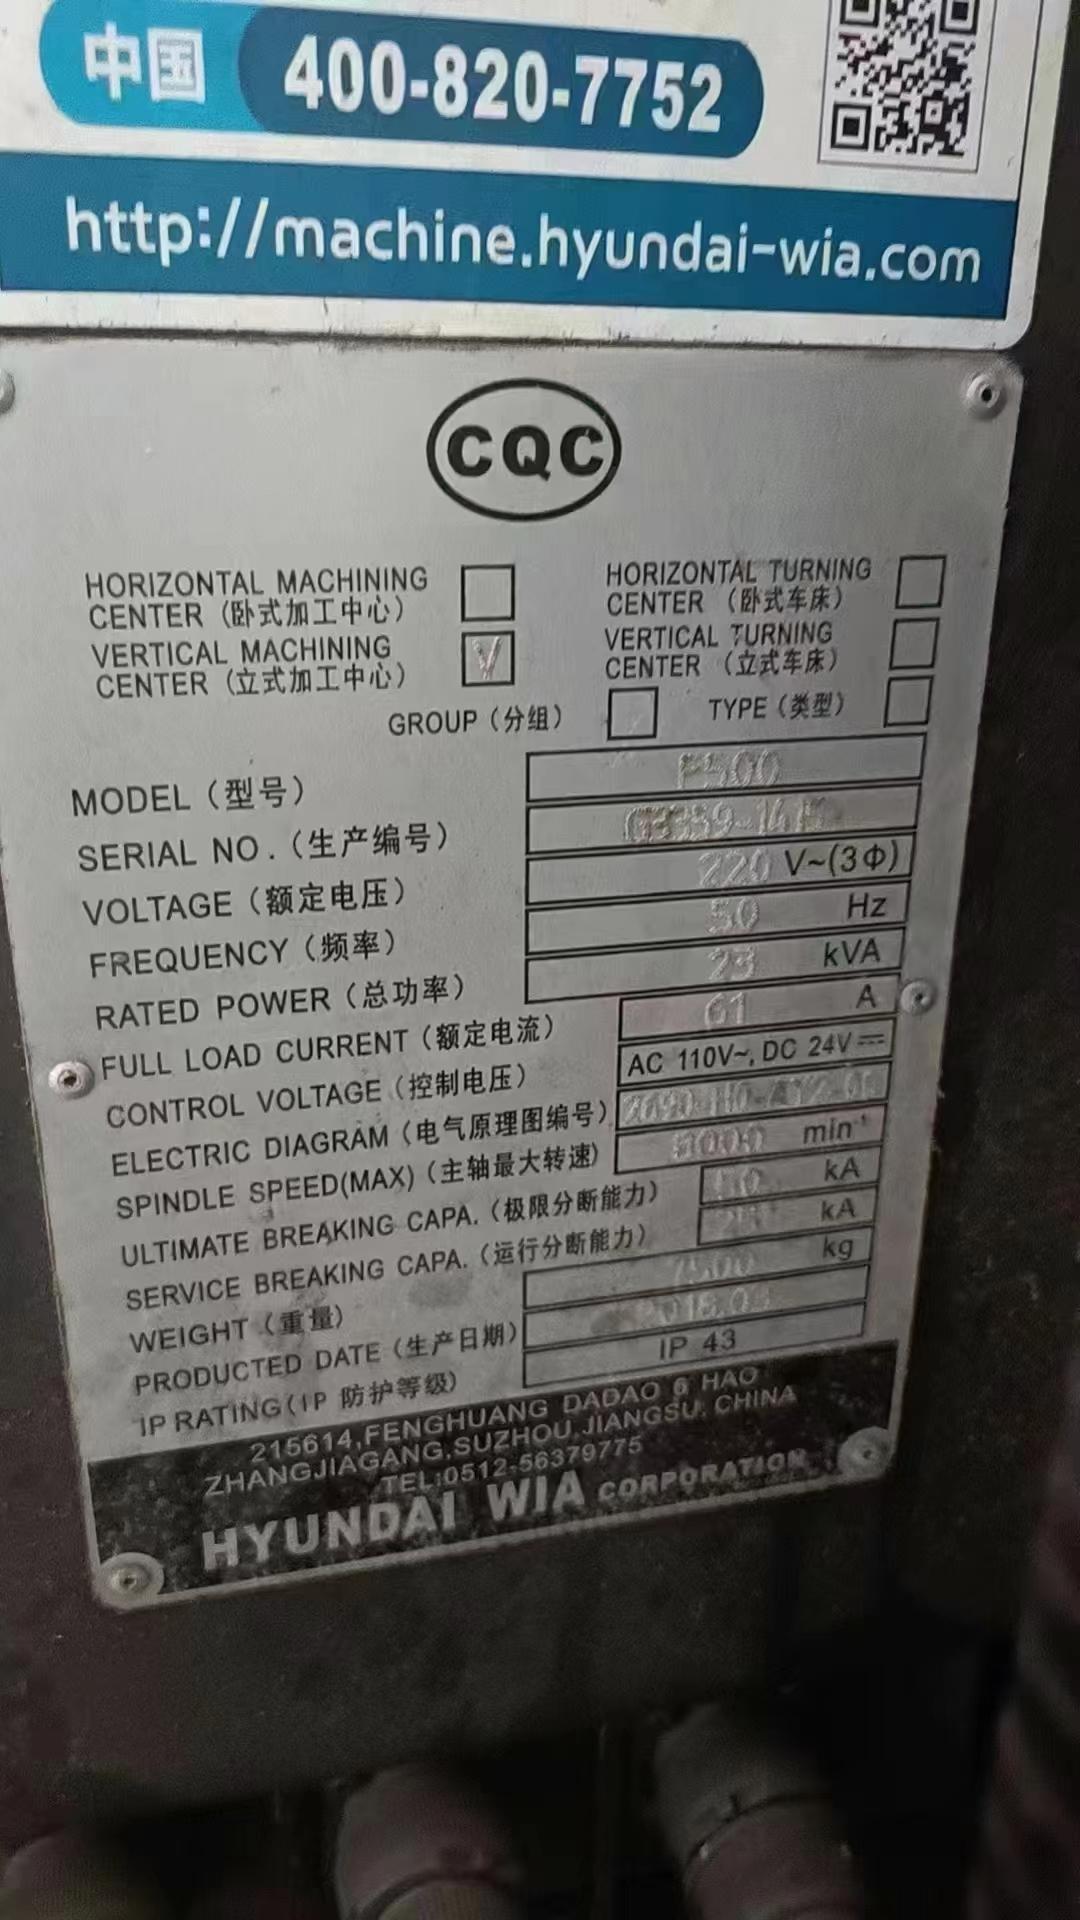 中国 400-820-7752
http://machine.hyundai-wia.com
CQC
HORIZONTAL MACHINING CENTER (卧式加工中心)
HORIZONTAL TURNING CENTER (卧式车床)
VERTICAL MACHINING CENTER (立式加工中心) V
VERTICAL TURNING CENTER (立式车床)
GROUP (分组) TYPE (类型)
MODEL (型号) F500
SERIAL NO. (生产编号)
VOLTAGE (额定电压) 220 V~(3Φ)
FREQUENCY (频率) 50 Hz
RATED POWER (总功率) kVA
FULL LOAD CURRENT (额定电流) 61 A
CONTROL VOLTAGE (控制电压) AC 110V~, DC 24V⎓
ELECTRIC DIAGRAM (电气原理图编号)
SPINDLE SPEED(MAX) (主轴最大转速) min⁻¹
ULTIMATE BREAKING CAPA. (极限分断能力) kA
SERVICE BREAKING CAPA. (运行分断能力) kA
WEIGHT (重量) 7500 kg
PRODUCTED DATE (生产日期)
IP RATING (IP 防护等级) IP 43
215614, FENGHUANG DADAO 6 HAO
ZHANGJIAGANG, SUZHOU, JIANGSU, CHINA
TEL:0512-56379775
HYUNDAI WIA CORPORATION